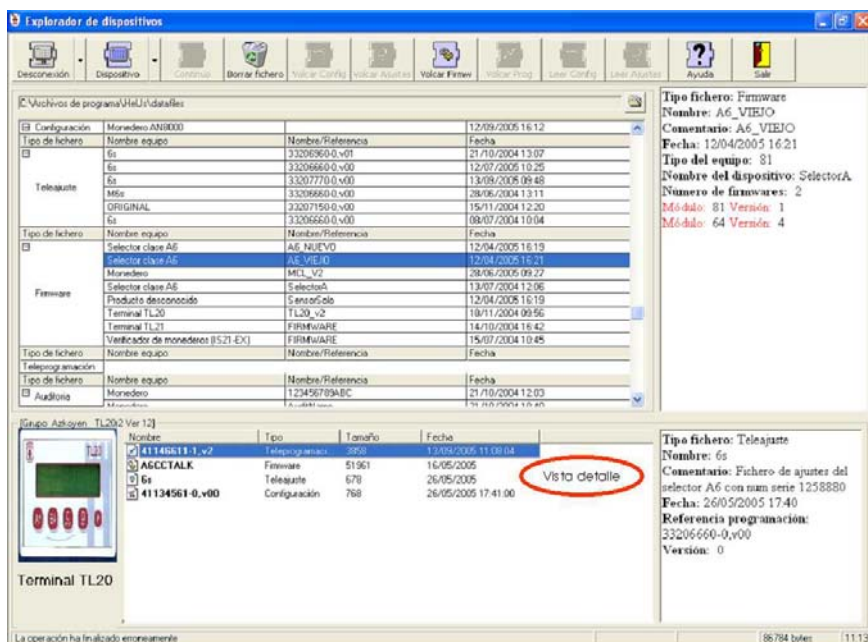 Explorador de dispositivos
Desconexión Dispositivo Continuo Borrar fichero Volcar Config Volcar Ajustes Volcar Firmw Volcar Prog Leer Config Leer Ajustes Ayuda Salir
C:\Archivos de programa\HeUs\datafiles
Configuración Monedero AN8000 12/09/2005 16:12
Tipo de fichero Nombre equipo Nombre/Referencia Fecha
Teleajuste
6s 33206960-0,v01 21/10/2004 13:07
6s 33206660-0,v00 12/07/2005 10:25
6s 33207770-0,v00 13/09/2005 09:48
M6s 33206660-0,v00 28/06/2004 13:11
ORIGINAL 33207150-0,v00 15/11/2004 12:20
6s 33206660-0,v00 08/07/2004 10:04
Tipo de fichero Nombre equipo Nombre/Referencia Fecha
Firmware
Selector clase A6 A6_NUEVO 12/04/2005 16:19
Selector clase A6 A6_VIEJO 12/04/2005 16:21
Monedero MCL_V2 28/06/2005 09:27
Selector clase A6 SelectorA 13/07/2004 12:06
Producto desconocido SensorSolo 12/04/2005 16:19
Terminal TL20 TL20_v2 18/11/2004 09:56
Terminal TL21 FIRMWARE 14/10/2004 16:42
Verificador de monederos (IS21-EX) FIRMWARE 15/07/2004 10:45
Tipo de fichero Nombre equipo Nombre/Referencia Fecha
Teleprogramación
Tipo de fichero Nombre equipo Nombre/Referencia Fecha
Auditoria Monedero 123456789ABC 21/10/2004 12:03
Tipo fichero: Firmware
Nombre: A6_VIEJO
Comentario: A6_VIEJO
Fecha: 12/04/2005 16:21
Tipo del equipo: 81
Nombre del dispositivo: SelectorA
Número de firmwares: 2
Módulo: 81 Versión: 1
Módulo: 64 Versión: 4
[Grupo Azkoyen TL20i2 Ver 12]
Nombre Tipo Tamaño Fecha
41146611-1,v2 Teleprogramaci... 3858 13/09/2005 11:08:04
A6CCTALK Firmware 51961 16/05/2005
6s Teleajuste 678 26/05/2005
41134561-0,v00 Configuración 768 26/05/2005 17:41:00
Vista detalle
Terminal TL20
Tipo fichero: Teleajuste
Nombre: 6s
Comentario: Fichero de ajustes del
selector A6 con num serie 1258880
Fecha: 26/05/2005 17:40
Referencia programación:
33206660-0,v00
Versión: 0
La operación ha finalizado erroneamente 86784 bytes